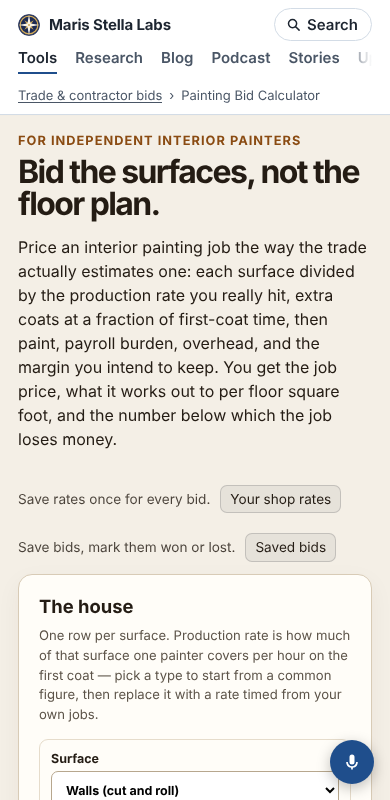 Maris Stella Labs
Search
Tools Research Blog Podcast Stories
Trade & contractor bids › Painting Bid Calculator
FOR INDEPENDENT INTERIOR PAINTERS
Bid the surfaces, not the
floor plan.
Price an interior painting job the way the trade
actually estimates one: each surface divided
by the production rate you really hit, extra
coats at a fraction of first-coat time, then
paint, payroll burden, overhead, and the
margin you intend to keep. You get the job
price, what it works out to per floor square
foot, and the number below which the job
loses money.
Save rates once for every bid. Your shop rates
Save bids, mark them won or lost. Saved bids
The house
One row per surface. Production rate is how much
of that surface one painter covers per hour on the
first coat — pick a type to start from a common
figure, then replace it with a rate timed from your
own jobs.
Surface
Walls (cut and roll)